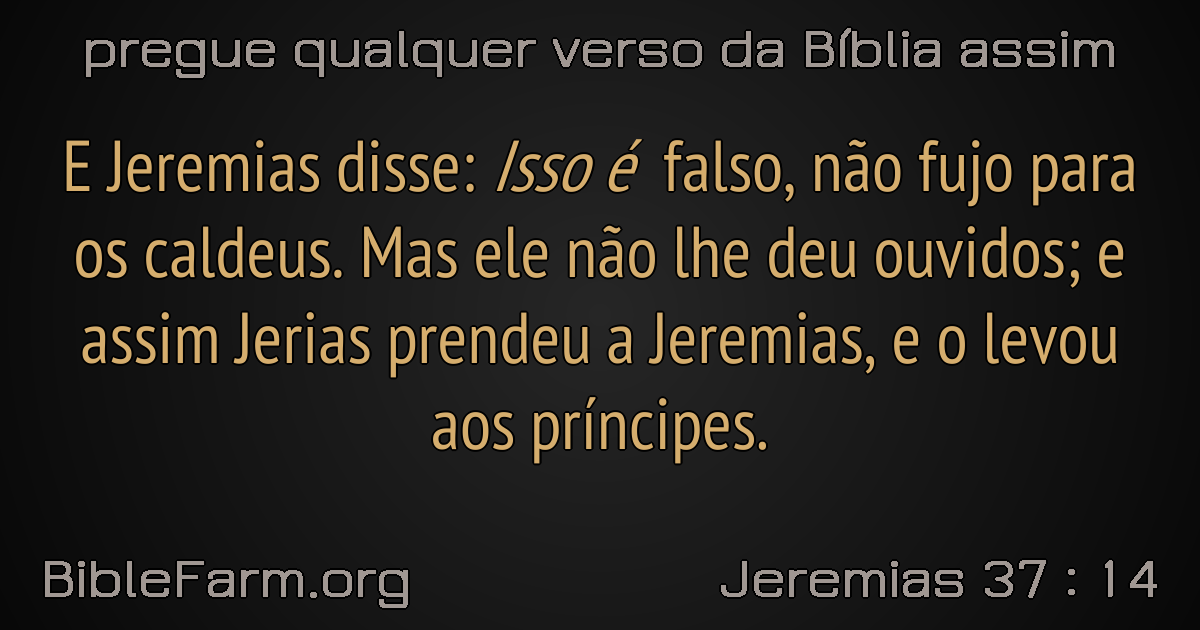 pregue qualquer verso da Bíblia assim
E Jeremias disse: Isso é falso, não fujo para
os caldeus. Mas ele não lhe deu ouvidos; e
assim Jerias prendeu a Jeremias, e o levou
aos príncipes.
BibleFarm.org
Jeremias 37 : 14